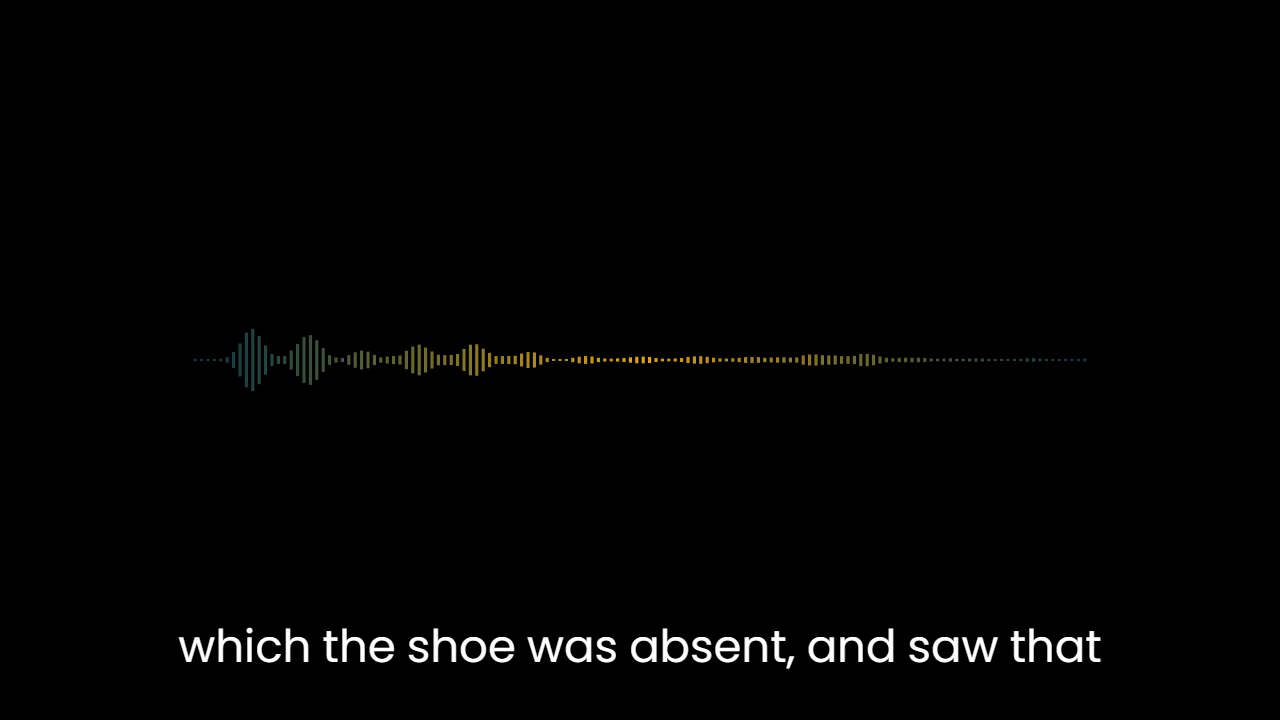 which the shoe was absent, and saw that